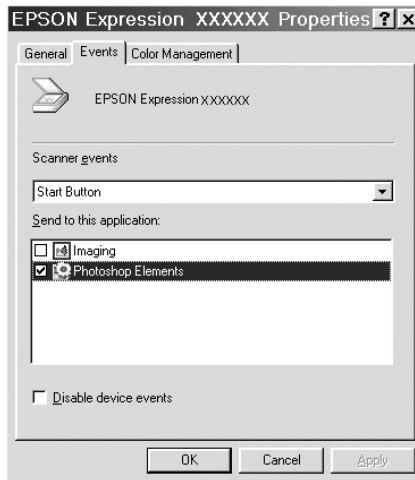 EPSON Expression XXXXXX Properties ? X
General Events Color Management
EPSON Expression XXXXXX
Scanner events
Start Button
Send to this application:
Imaging
Photoshop Elements
Disable device events
OK Cancel Apply